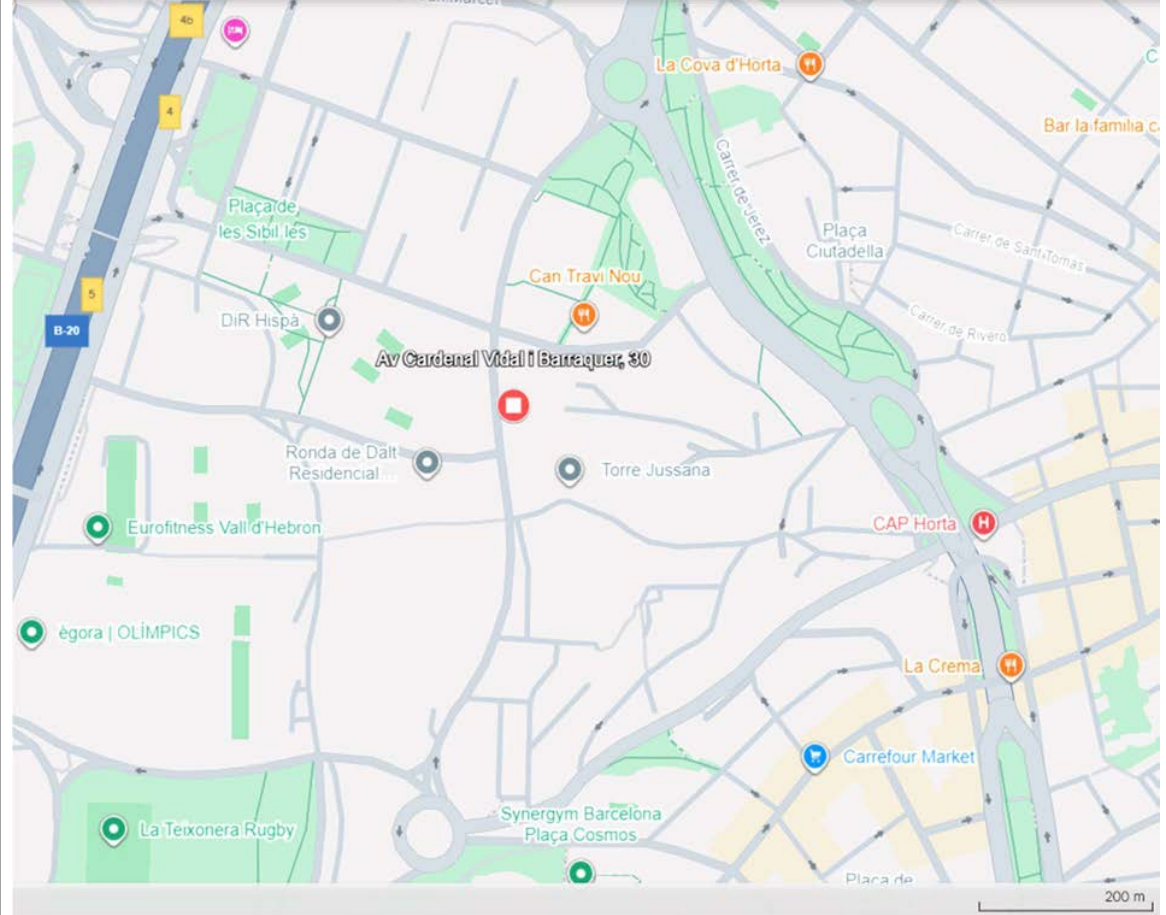 4b
La Cova d'Horta
4
Bar la familia c
Carrer de Jerez
Plaça de
les Sibil·les
Plaça
Ciutadella
Carrer de Sant Tomàs
Can Travi Nou
5
B-20
DiR Hispà
Carrer de Rivero
Av Cardenal Vidal i Barraquer, 30
Ronda de Dalt
Residencial...
Torre Jussana
CAP Horta
H
Eurofitness Vall d'Hebron
ègora | OLÍMPICS
La Crema
Carrefour Market
Synergym Barcelona
Plaça Cosmos
La Teixonera Rugby
Plaça de
200 m